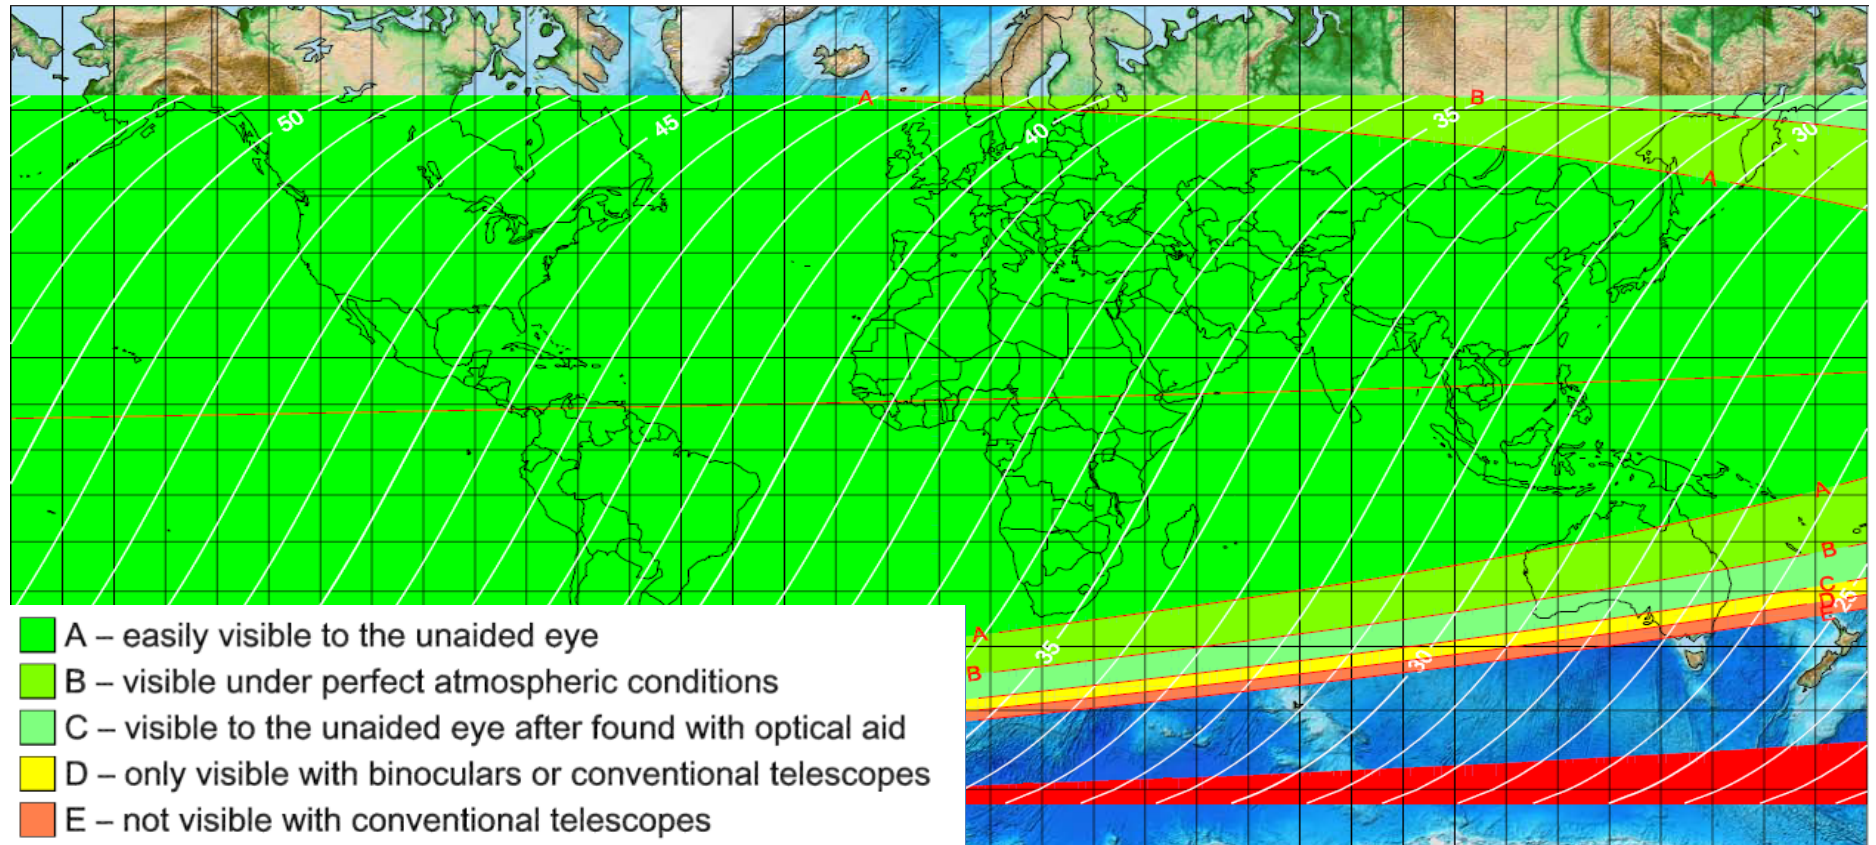 A
B
50
45
40
35
30
A
A
B
C
D
E
25
A
35
B
30
A – easily visible to the unaided eye
B – visible under perfect atmospheric conditions
C – visible to the unaided eye after found with optical aid
D – only visible with binoculars or conventional telescopes
E – not visible with conventional telescopes